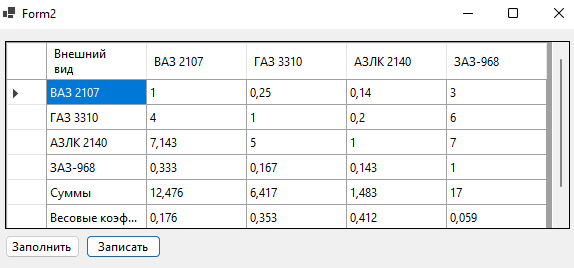 Form2
Внешний вид ВАЗ 2107 ГАЗ 3310 АЗЛК 2140 ЗАЗ-968
ВАЗ 2107 1 0,25 0,14 3
ГАЗ 3310 4 1 0,2 6
АЗЛК 2140 7,143 5 1 7
ЗАЗ-968 0,333 0,167 0,143 1
Суммы 12,476 6,417 1,483 17
Весовые коэф... 0,176 0,353 0,412 0,059
Заполнить Записать